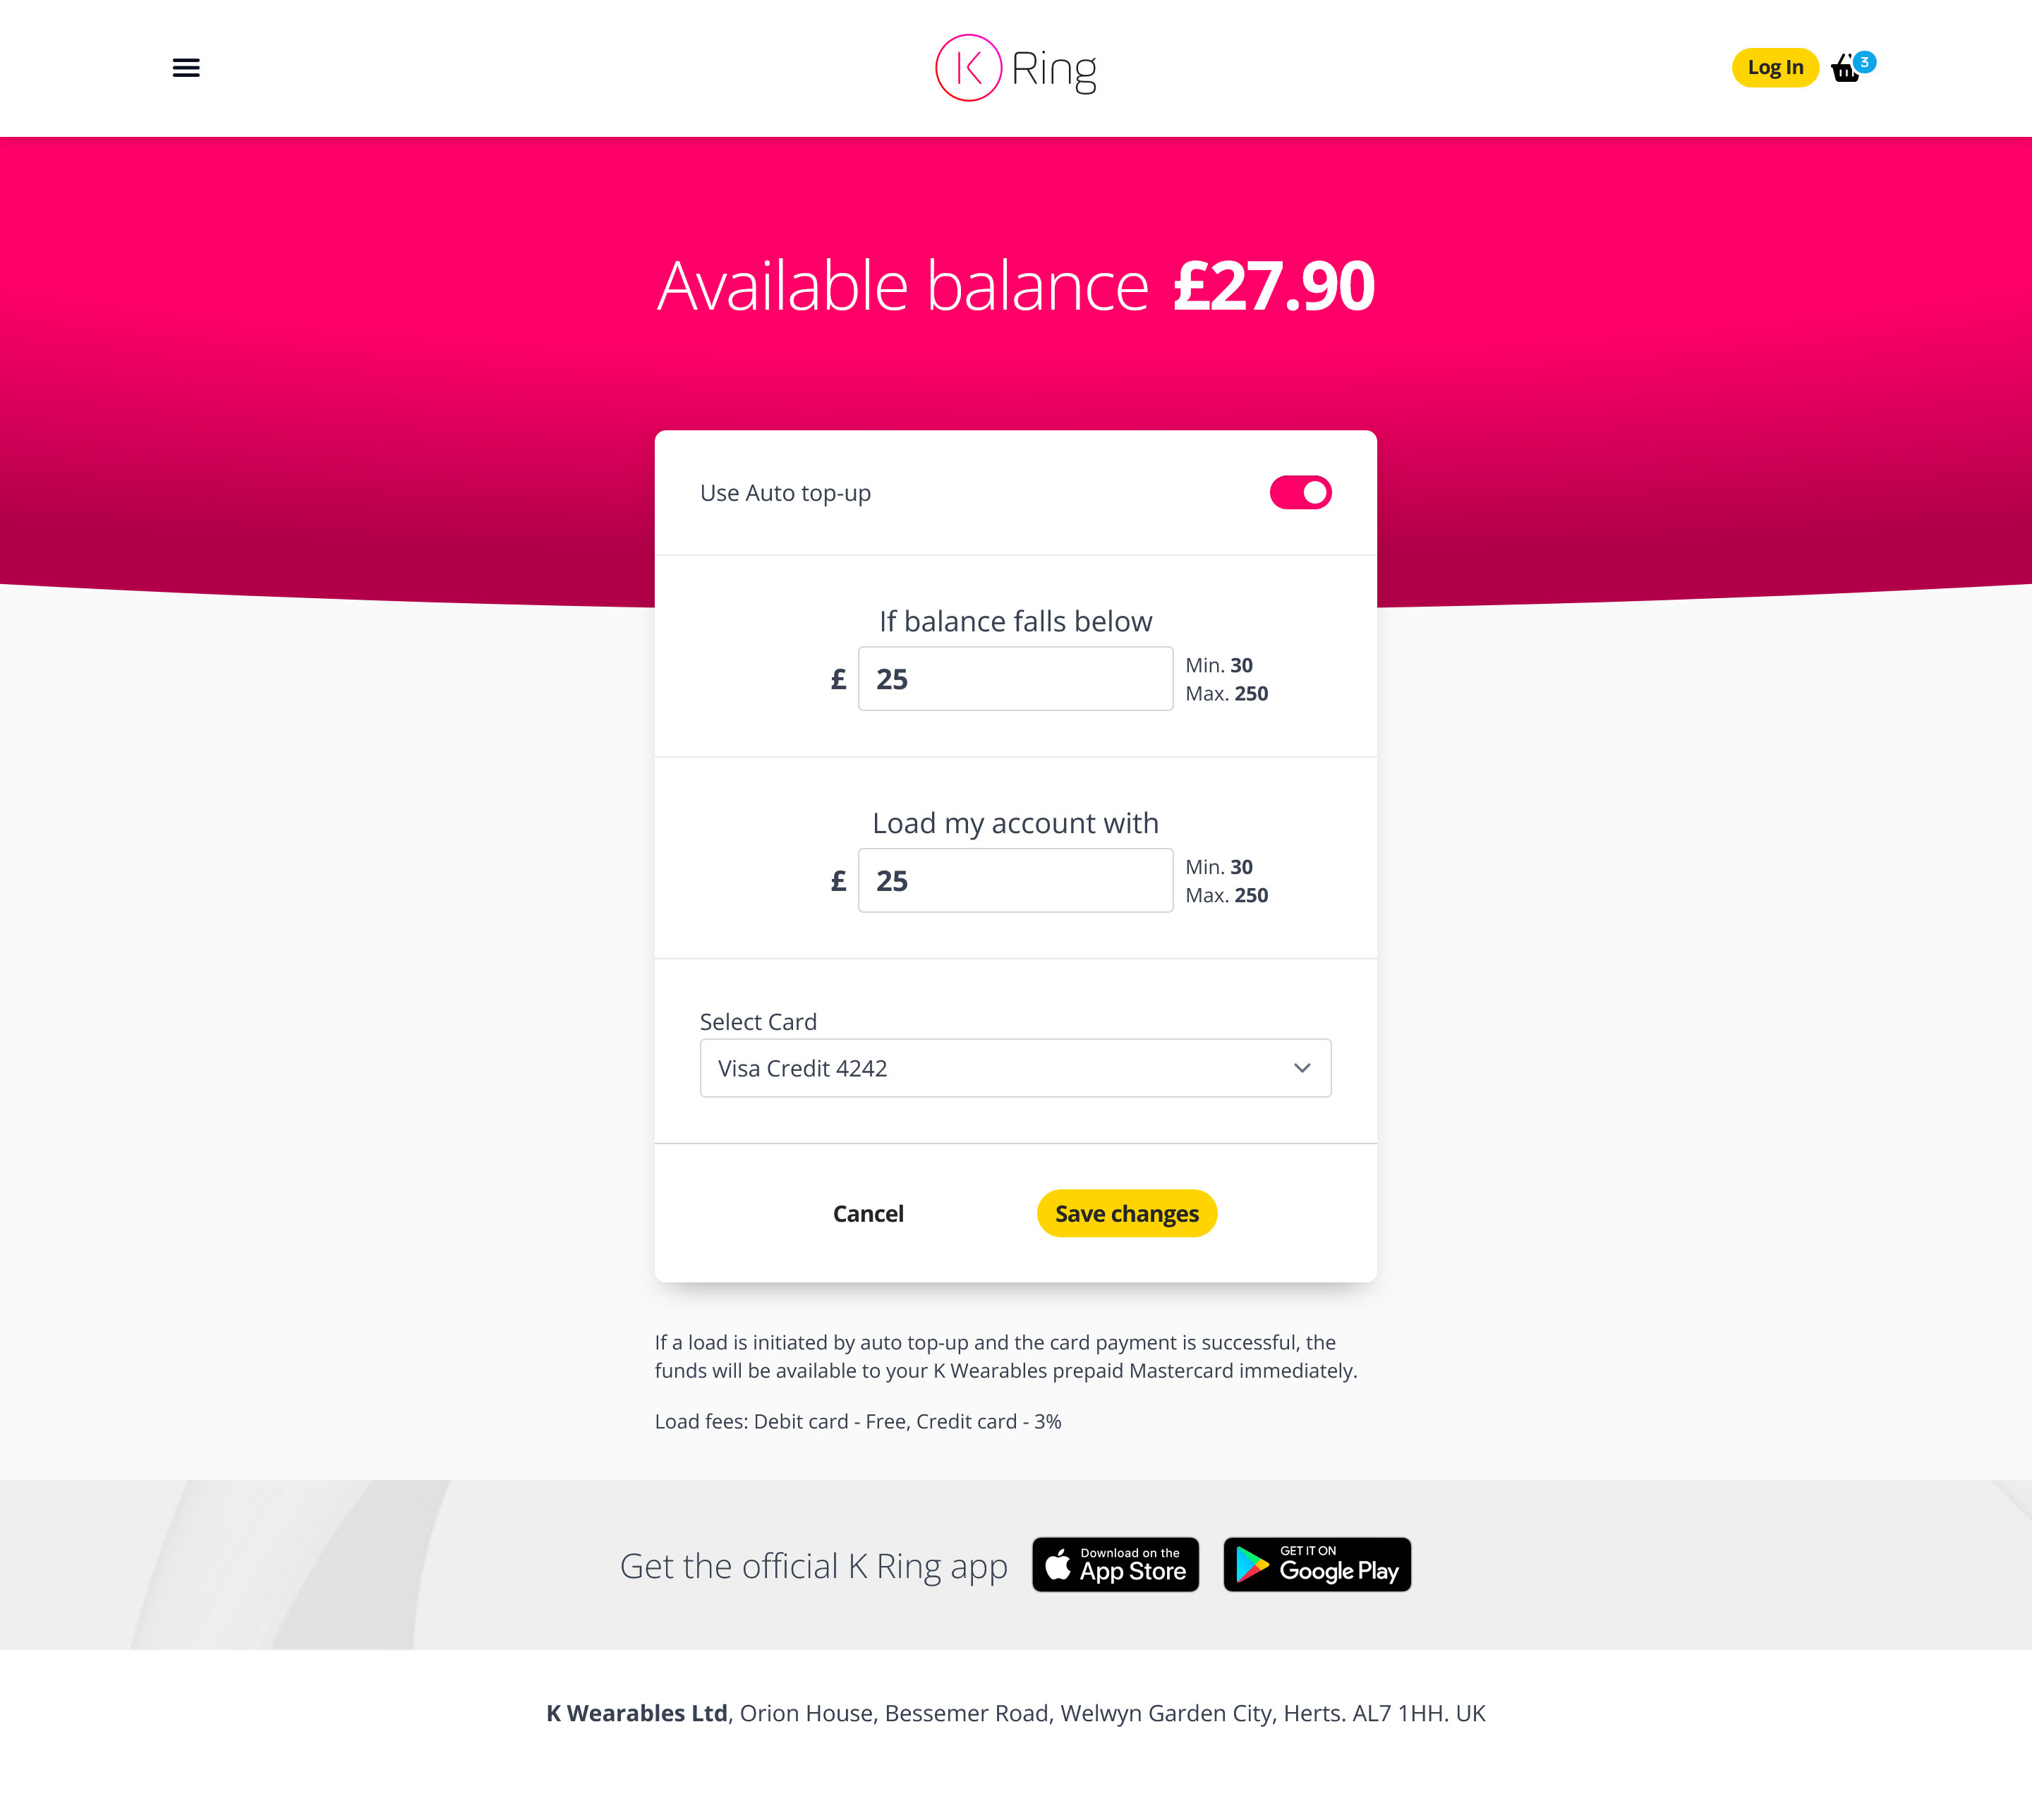 K Ring
Log In
3
Available balance £27.90
Use Auto top-up
If balance falls below
£ 25
Min. 30
Max. 250
Load my account with
£ 25
Min. 30
Max. 250
Select Card
Visa Credit 4242
Cancel
Save changes
If a load is initiated by auto top-up and the card payment is successful, the
funds will be available to your K Wearables prepaid Mastercard immediately.
Load fees: Debit card - Free, Credit card - 3%
Get the official K Ring app
Download on the
App Store
GET IT ON
Google Play
K Wearables Ltd, Orion House, Bessemer Road, Welwyn Garden City, Herts. AL7 1HH. UK